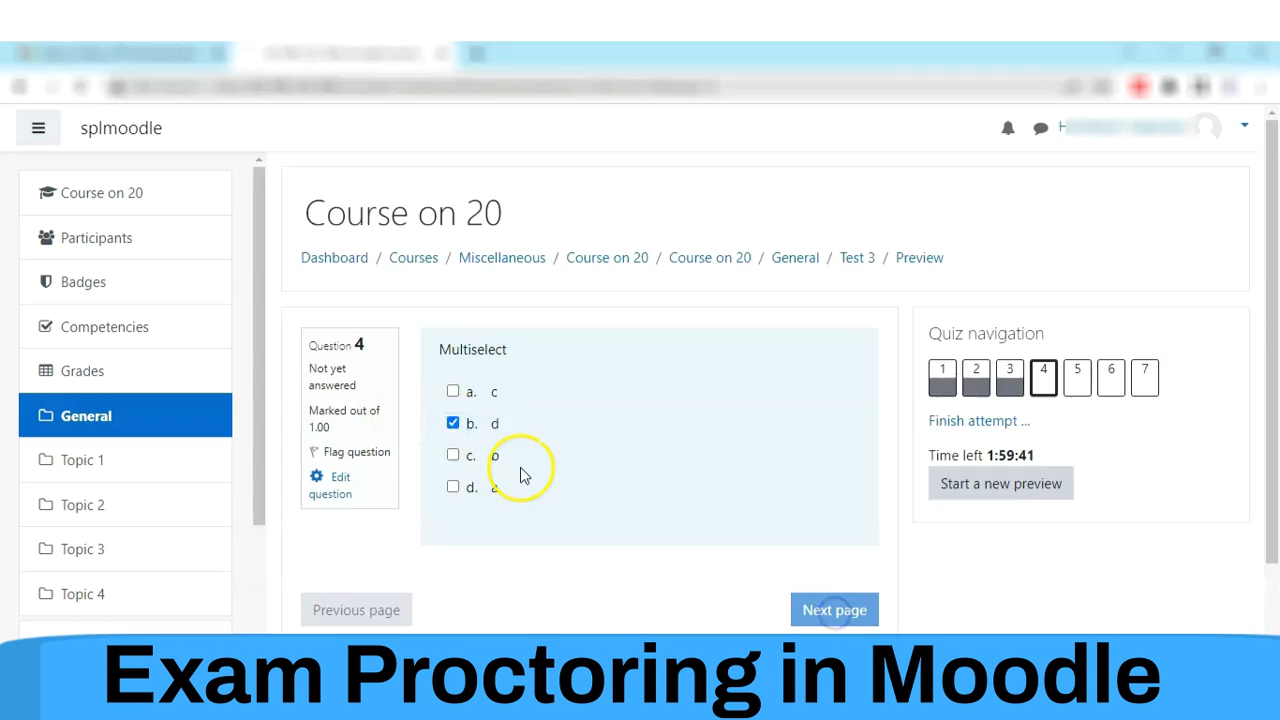 splmoodle
Course on 20
Participants
Badges
Competencies
Grades
General
Topic 1
Topic 2
Topic 3
Topic 4
Course on 20
Dashboard / Courses / Miscellaneous / Course on 20 / Course on 20 / General / Test 3 / Preview
Question 4
Not yet
answered
Marked out of
1.00
Flag question
Edit
question
Multiselect
a. c
b. d
c. b
d. a
Previous page
Next page
Quiz navigation
1 2 3 4 5 6 7
Finish attempt ...
Time left 1:59:41
Start a new preview
Exam Proctoring in Moodle